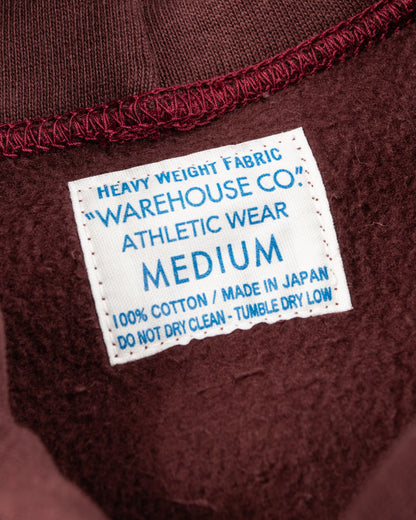 HEAVY WEIGHT FABRIC
"WAREHOUSE CO."
ATHLETIC WEAR
MEDIUM
100% COTTON / MADE IN JAPAN
DO NOT DRY CLEAN - TUMBLE DRY LOW